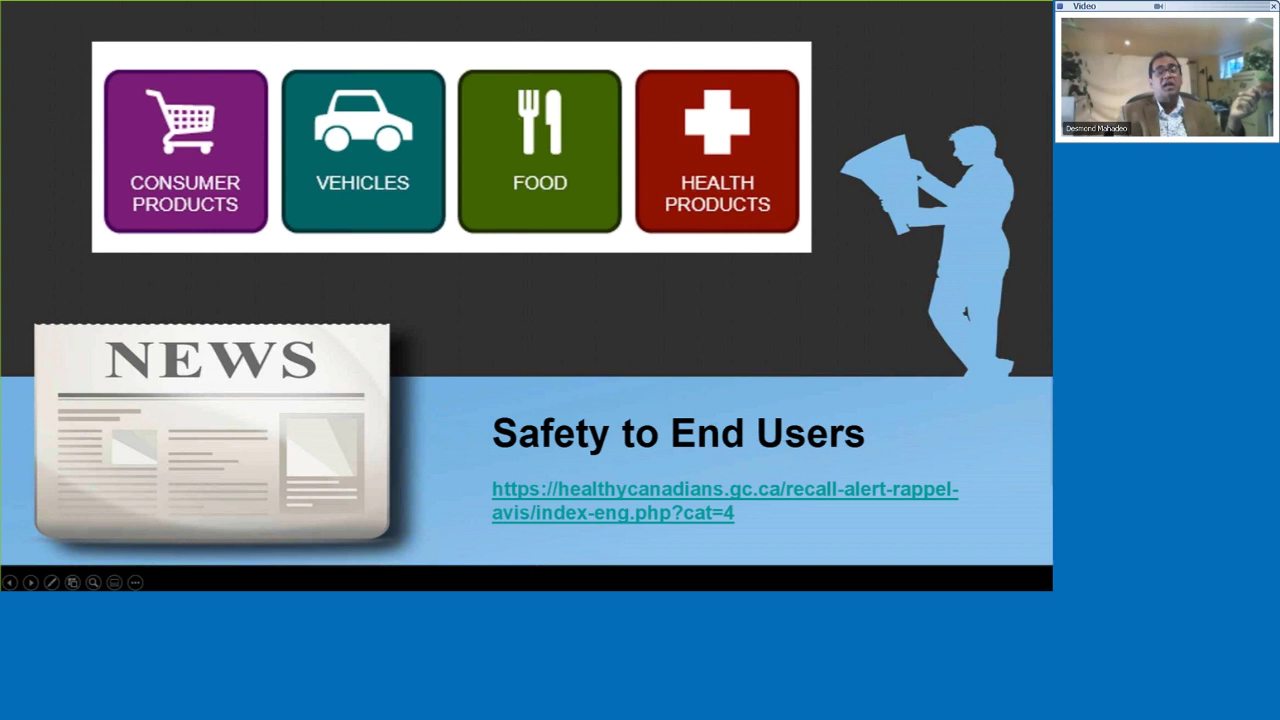 Video
CONSUMER
PRODUCTS
VEHICLES
FOOD
HEALTH
PRODUCTS
Desmond Mahadeo
NEWS
Safety to End Users
https://healthycanadians.gc.ca/recall-alert-rappel-
avis/index-eng.php?cat=4